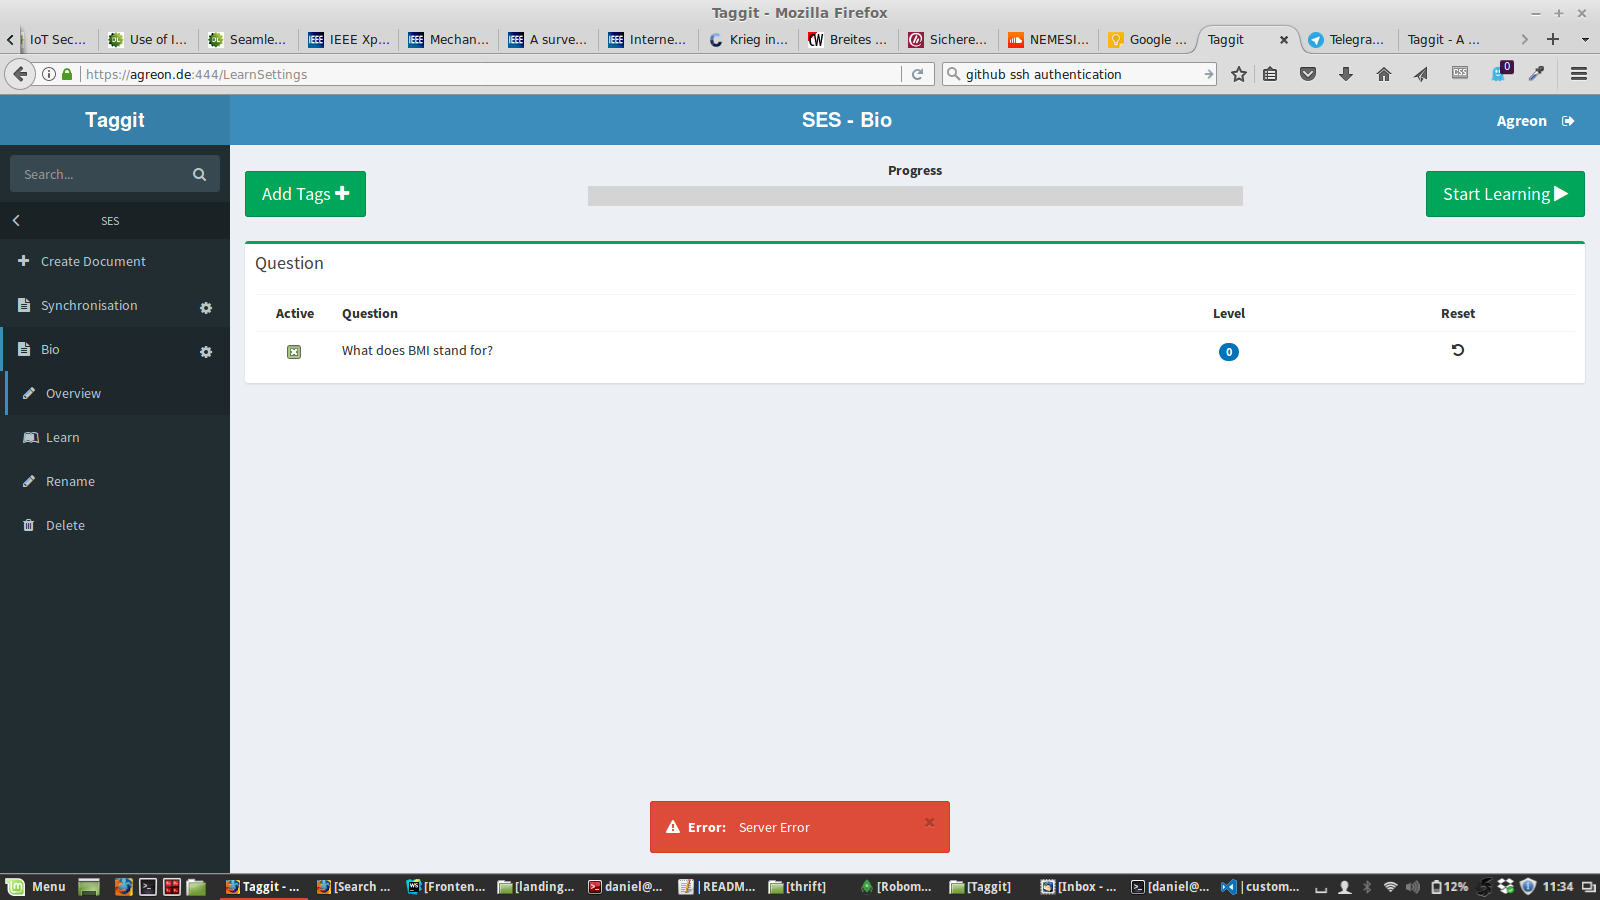 Taggit - Mozilla Firefox
IoT Sec...
Use of I...
Seamle...
IEEE Xp...
Mechan...
A surve...
Interne...
Krieg in...
Breites ...
Sichere...
NEMESI...
Google ...
Taggit
Telegra...
Taggit - A ...
https://agreon.de:444/LearnSettings
github ssh authentication
CSS
0
Taggit
SES - Bio
Agreon
Search...
SES
Create Document
Synchronisation
Bio
Overview
Learn
Rename
Delete
Add Tags
Progress
Start Learning
Question
Active Question Level Reset
What does BMI stand for? 0
Error: Server Error
Menu
Taggit - ...
[Search ...
[Fronten...
[landing...
daniel@...
| READM...
[thrift]
[Robom...
[Taggit]
[Inbox - ...
[daniel@...
| custom...
12%
11:34